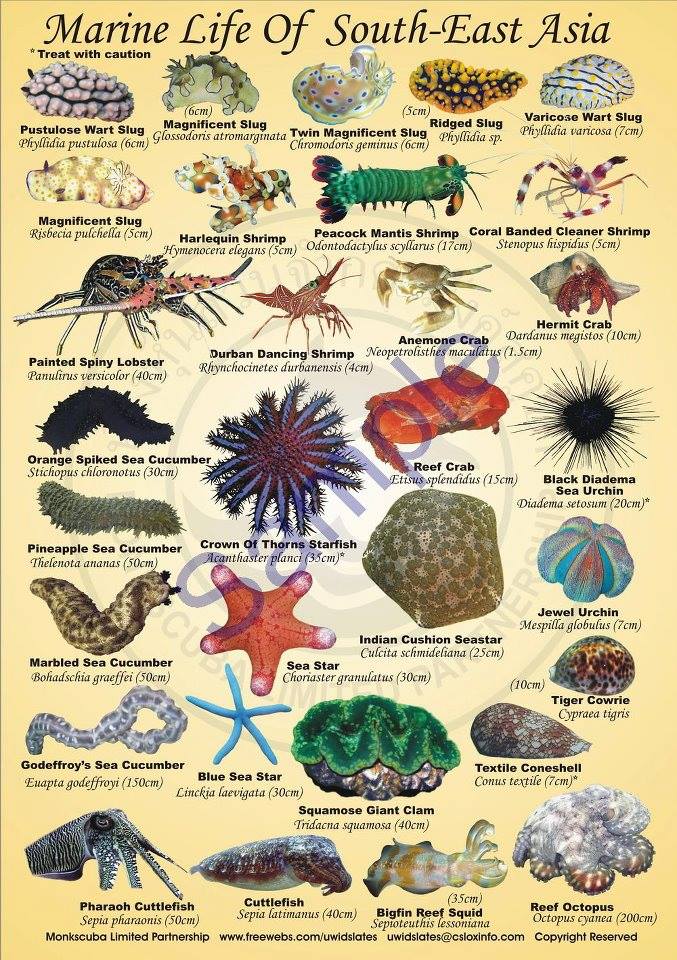 Marine Life Of South-East Asia
*Treat with caution
Pustulose Wart Slug
Phyllidia pustulosa (6cm)
(6cm)
Magnificent Slug
Glossodoris atromarginata
Twin Magnificent Slug
Chromodoris geminus (6cm)
(5cm)
Ridged Slug
Phyllidia sp.
Varicose Wart Slug
Phyllidia varicosa (7cm)
Magnificent Slug
Risbecia pulchella (5cm)
Harlequin Shrimp
Hymenocera elegans (5cm)
Peacock Mantis Shrimp
Odontodactylus scyllarus (17cm)
Coral Banded Cleaner Shrimp
Stenopus hispidus (5cm)
Painted Spiny Lobster
Panulirus versicolor (40cm)
Durban Dancing Shrimp
Rhynchocinetes durbanensis (4cm)
Anemone Crab
Neopetrolisthes maculatus (1.5cm)
Hermit Crab
Dardanus megistos (10cm)
Orange Spiked Sea Cucumber
Stichopus chloronotus (30cm)
Reef Crab
Etisus splendidus (15cm)
Black Diadema
Sea Urchin
Diadema setosum (20cm)*
Pineapple Sea Cucumber
Thelenota ananas (50cm)
Crown Of Thorns Starfish
Acanthaster planci (35cm)*
Jewel Urchin
Mespilla globulus (7cm)
Indian Cushion Seastar
Culcita schmideliana (25cm)
Marbled Sea Cucumber
Bohadschia graeffei (50cm)
Sea Star
Choriaster granulatus (30cm)
(10cm)
Tiger Cowrie
Cypraea tigris
Godeffroy's Sea Cucumber
Euapta godeffroyi (150cm)
Blue Sea Star
Linckia laevigata (30cm)
Textile Coneshell
Conus textile (7cm)*
Squamose Giant Clam
Tridacna squamosa (40cm)
Pharaoh Cuttlefish
Sepia pharaonis (50cm)
Cuttlefish
Sepia latimanus (40cm)
(35cm)
Bigfin Reef Squid
Sepioteuthis lessoniana
Reef Octopus
Octopus cyanea (200cm)
Sample
Monkscuba Limited Partnership www.freewebs.com/uwidslates uwidslates@csloxinfo.com Copyright Reserved